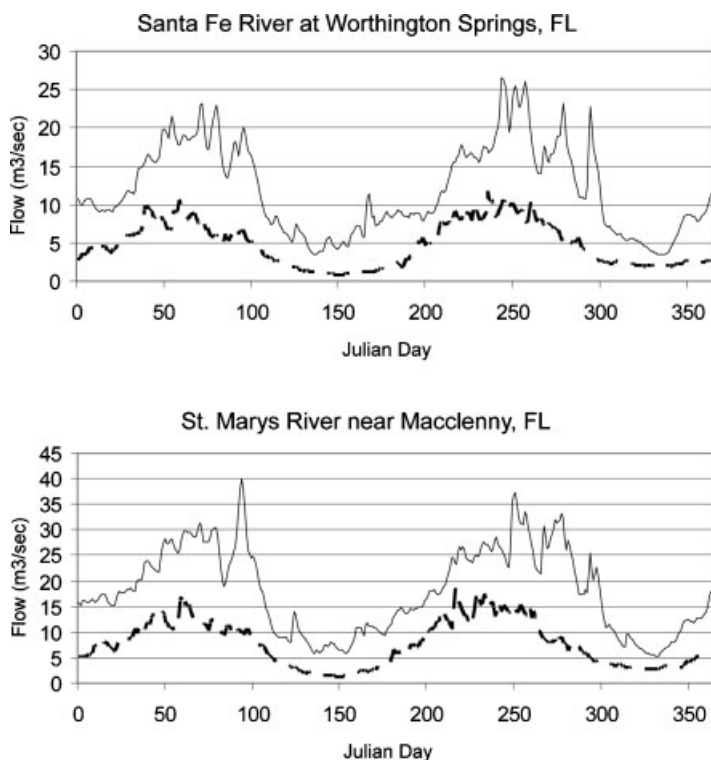 Santa Fe River at Worthington Springs, FL
30
25
20
15
10
5
0
Flow (m3/sec)
0 50 100 150 200 250 300 350
Julian Day
St. Marys River near Macclenny, FL
45
40
35
30
25
20
15
10
5
0
Flow (m3/sec)
0 50 100 150 200 250 300 350
Julian Day